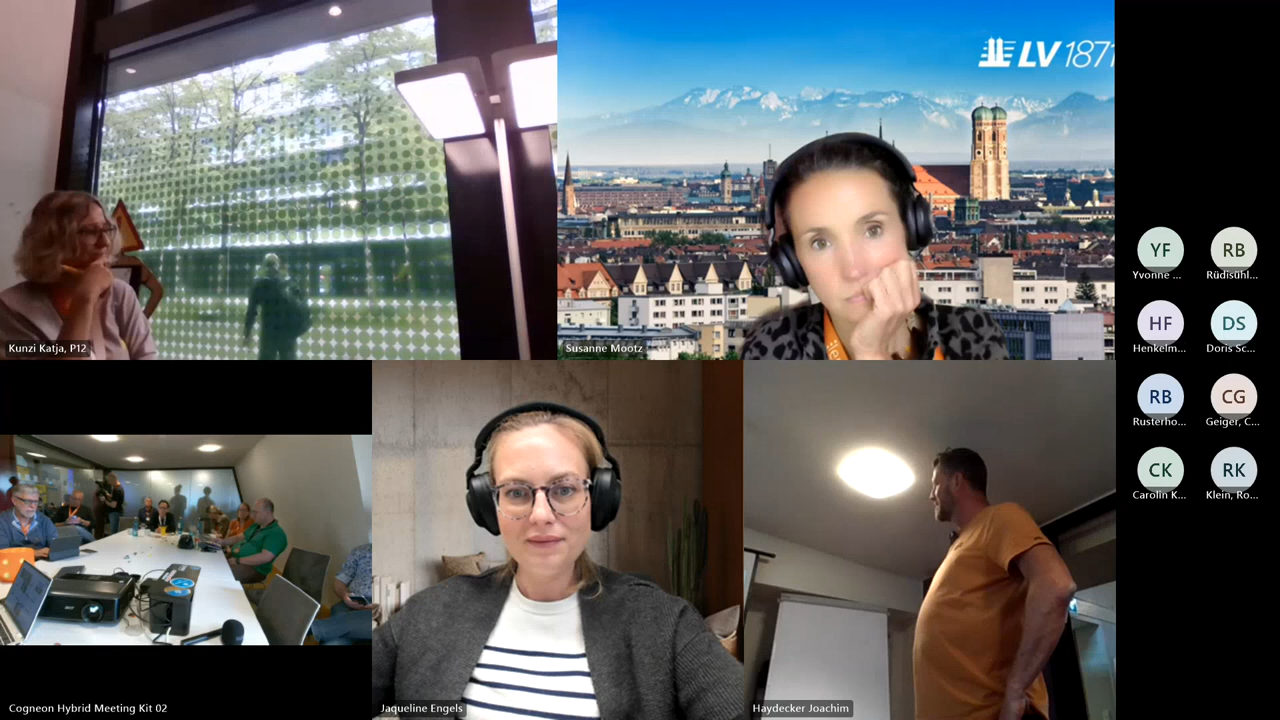 LV 1871
Kunzi Katja, P12
Susanne Mootz
Cogneon Hybrid Meeting Kit 02
Jaqueline Engels
Haydecker Joachim
YF
RB
Yvonne ...
Rüdisühl...
HF
DS
Henkelm...
Doris Sc...
RB
CG
Rusterho...
Geiger, C...
CK
RK
Carolin K...
Klein, Ro...